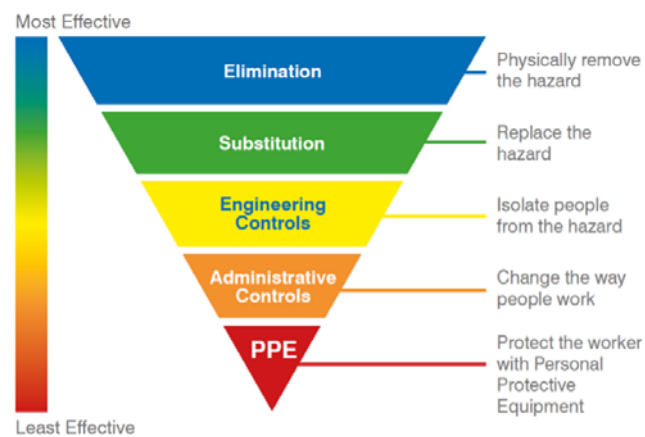 Most Effective
Elimination
Physically remove
the hazard
Substitution
Replace the
hazard
Engineering
Controls
Isolate people
from the hazard
Administrative
Controls
Change the way
people work
PPE
Protect the worker
with Personal
Protective
Equipment
Least Effective